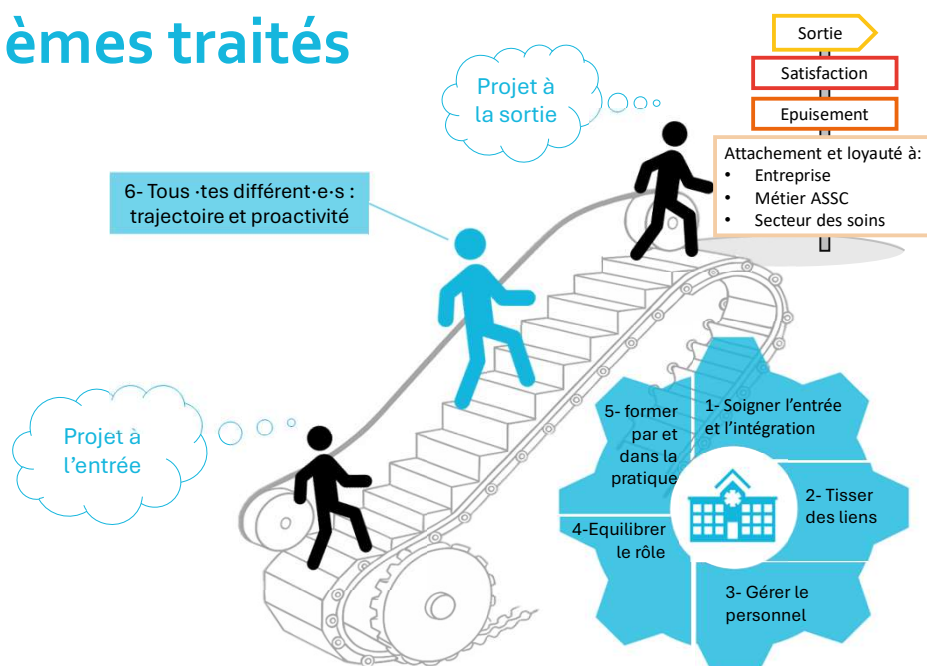 èmes traités
Sortie
Satisfaction
Epuisement
Attachement et loyauté à:
• Entreprise
• Métier ASSC
• Secteur des soins
Projet à
la sortie
6- Tous ·tes différent·e·s :
trajectoire et proactivité
Projet à
l’entrée
1- Soigner l’entrée
et l’intégration
2- Tisser
des liens
3- Gérer le
personnel
4-Equilibrer
le rôle
5- former
par et
dans la
pratique